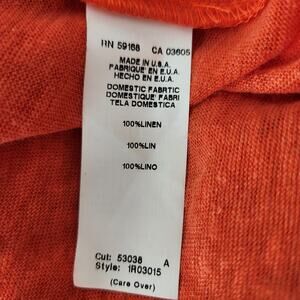 RN 59168 CA 03605
MADE IN U.S.A.
FABRIQUE EN E.U.A.
HECHO EN E.U.A.
DOMESTIC FABRTIC
DOMESTIQUE FABRI
TELA DOMESTICA
100%LINEN
100%LIN
100%LINO
Cut: 53038 A
Style: 1R03015
(Care Over)